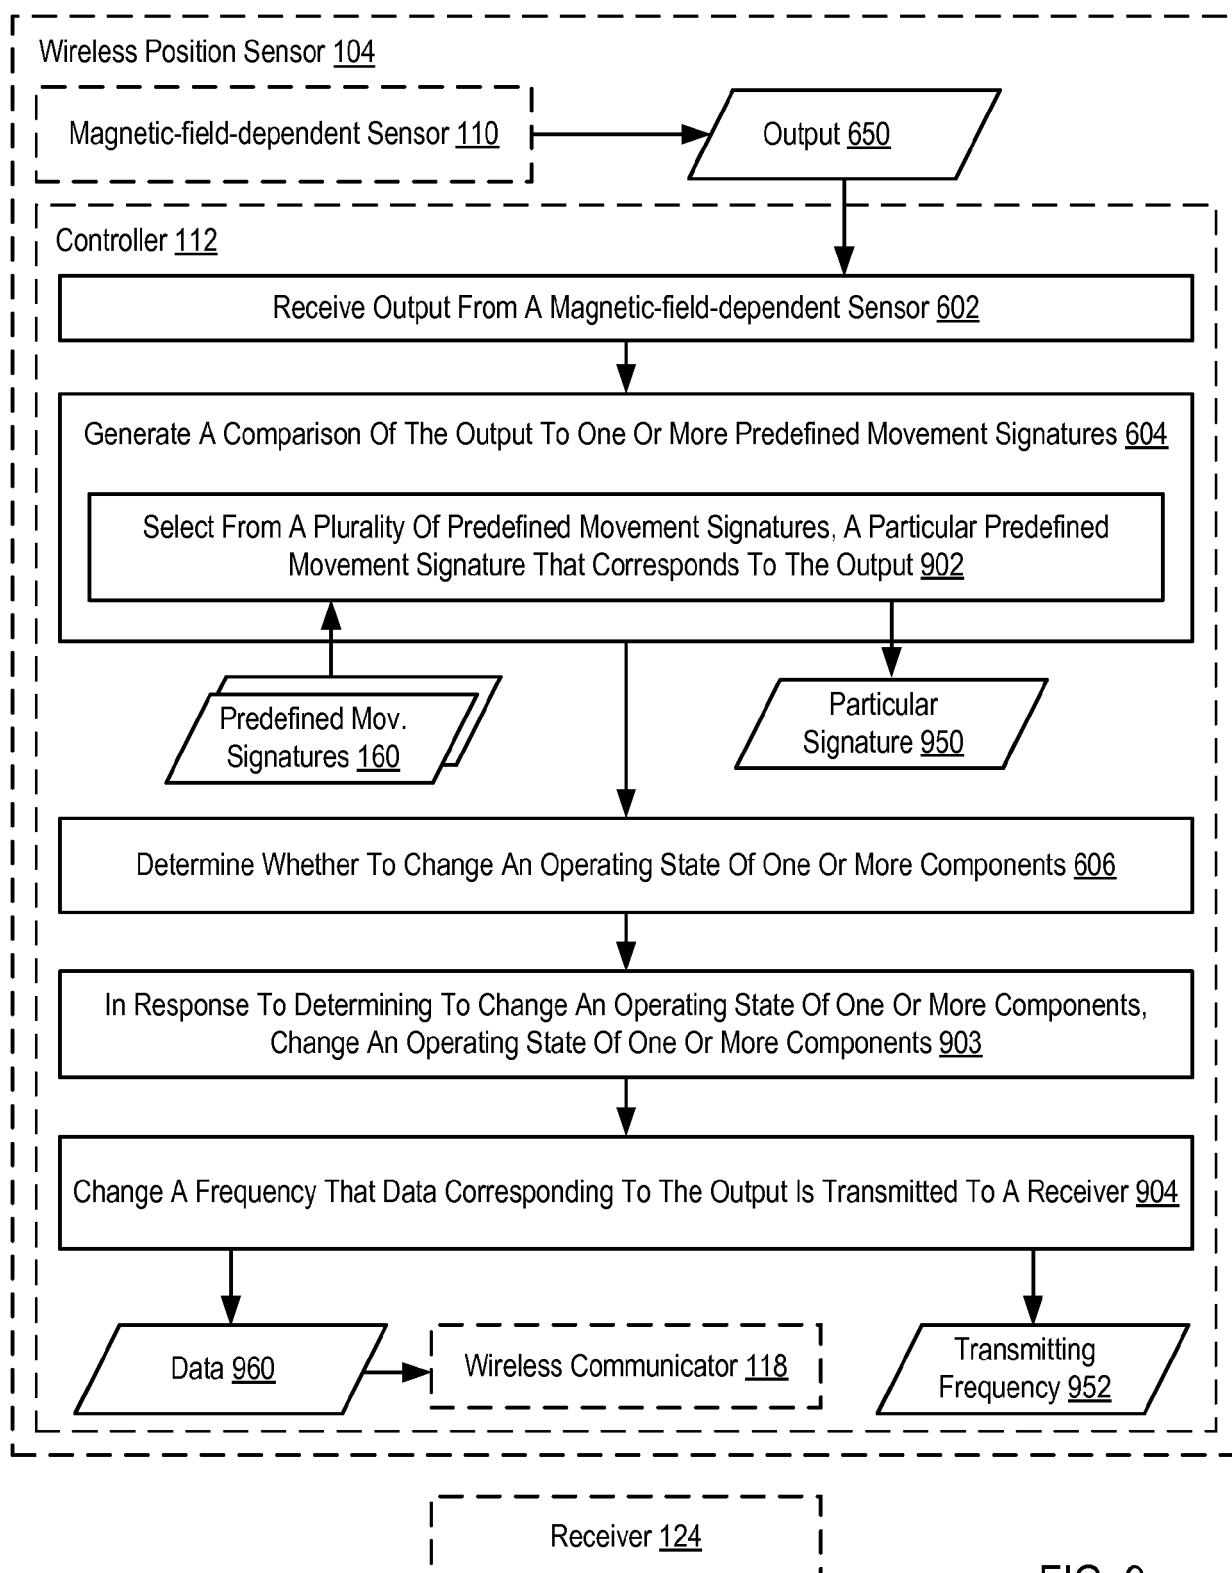 Wireless Position Sensor 104
Magnetic-field-dependent Sensor 110
Output 650
Controller 112
Receive Output From A Magnetic-field-dependent Sensor 602
Generate A Comparison Of The Output To One Or More Predefined Movement Signatures 604
Select From A Plurality Of Predefined Movement Signatures, A Particular Predefined
Movement Signature That Corresponds To The Output 902
Predefined Mov.
Signatures 160
Particular
Signature 950
Determine Whether To Change An Operating State Of One Or More Components 606
In Response To Determining To Change An Operating State Of One Or More Components,
Change An Operating State Of One Or More Components 903
Change A Frequency That Data Corresponding To The Output Is Transmitted To A Receiver 904
Data 960
Wireless Communicator 118
Transmitting
Frequency 952
Receiver 124
FIG.